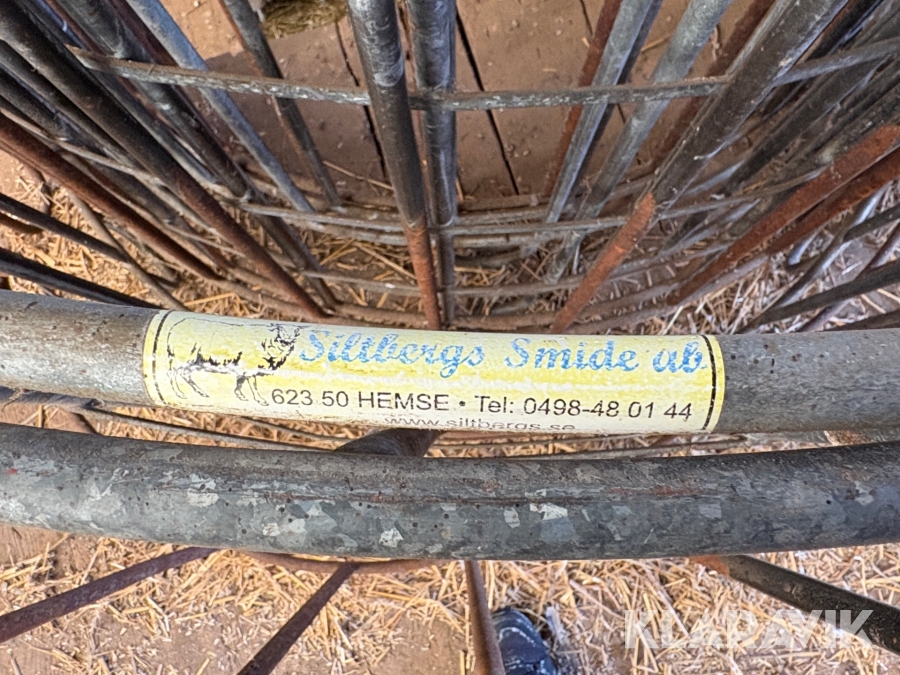 Siltbergs Smide ab
623 50 HEMSE • Tel: 0498-48 01 44
www.siltbergs.se
KLARAVIK